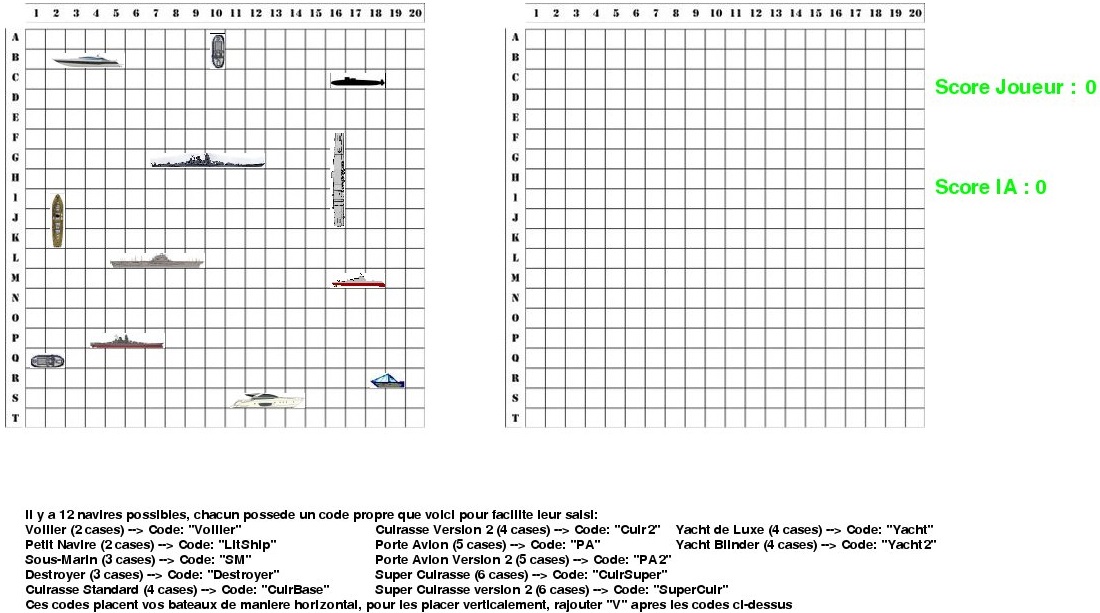 1 2 3 4 5 6 7 8 9 10 11 12 13 14 15 16 17 18 19 20
A
B
C
D
E
F
G
H
I
J
K
L
M
N
O
P
Q
R
S
T
1 2 3 4 5 6 7 8 9 10 11 12 13 14 15 16 17 18 19 20
A
B
C
D
E
F
G
H
I
J
K
L
M
N
O
P
Q
R
S
T
Score Joueur : 0
Score IA : 0
Il y a 12 navires possibles, chacun possede un code propre que voici pour facilite leur saisi:
Voilier (2 cases) --> Code: "Voilier"
Petit Navire (2 cases) --> Code: "LitShip"
Sous-Marin (3 cases) --> Code: "SM"
Destroyer (3 cases) --> Code: "Destroyer"
Cuirasse Standard (4 cases) --> Code: "CuirBase"
Cuirasse Version 2 (4 cases) --> Code: "Cuir2"
Porte Avion (5 cases) --> Code: "PA"
Porte Avion Version 2 (5 cases) --> Code: "PA2"
Super Cuirasse (6 cases) --> Code: "CuirSuper"
Super Cuirasse version 2 (6 cases) --> Code: "SuperCuir"
Yacht de Luxe (4 cases) --> Code: "Yacht"
Yacht Blinder (4 cases) --> Code: "Yacht2"
Ces codes placent vos bateaux de maniere horizontal, pour les placer verticalement, rajouter "V" apres les codes ci-dessus